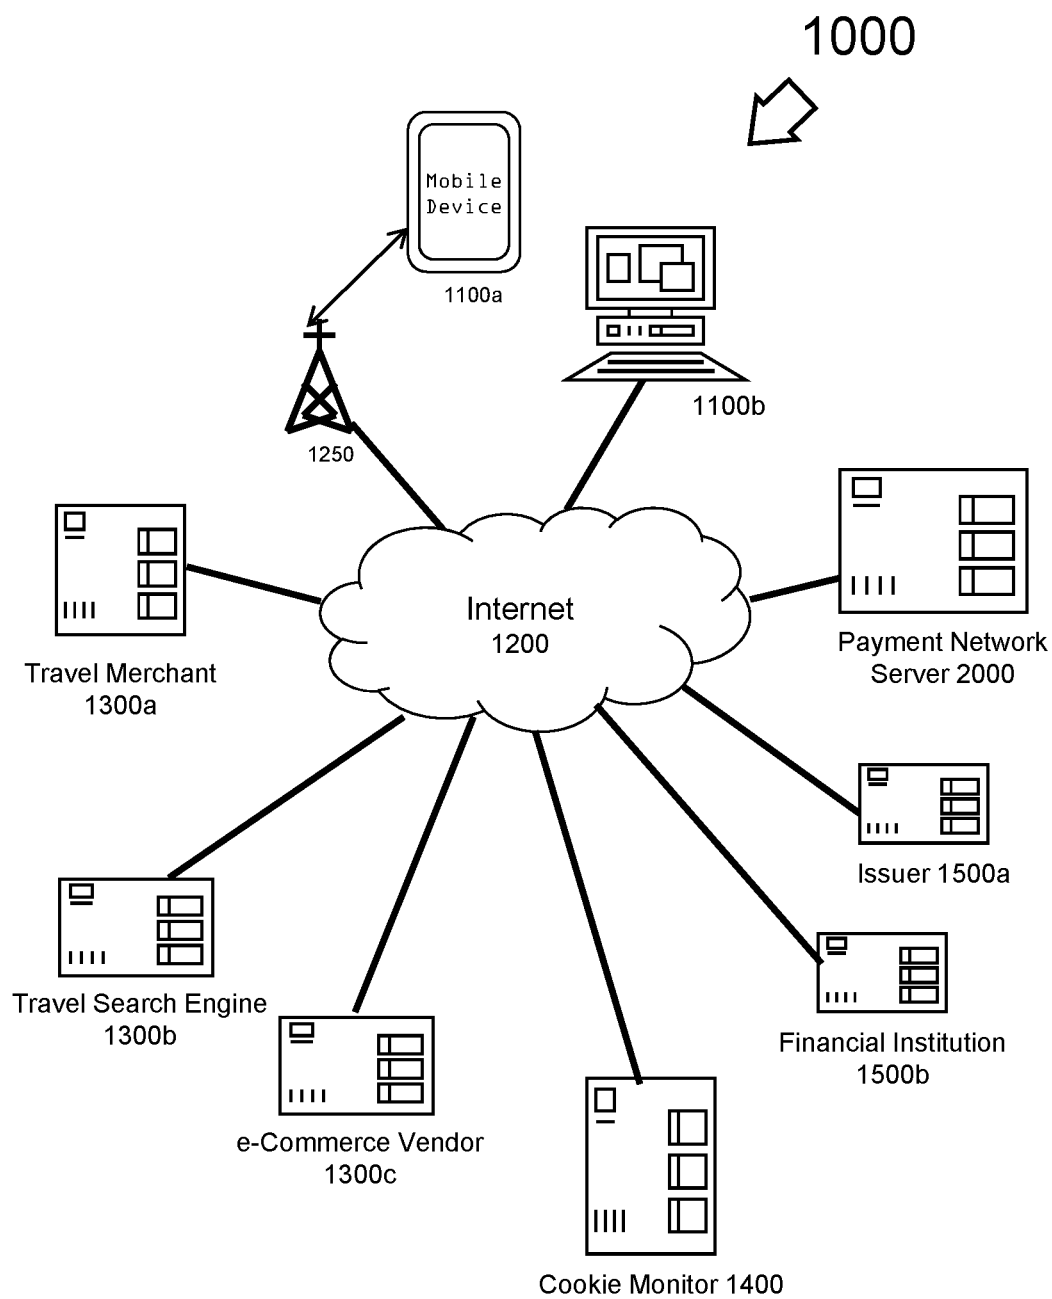 1000
Mobile
Device
1100a
1100b
1250
Internet
1200
Travel Merchant
1300a
Payment Network
Server 2000
Issuer 1500a
Travel Search Engine
1300b
Financial Institution
1500b
e-Commerce Vendor
1300c
Cookie Monitor 1400